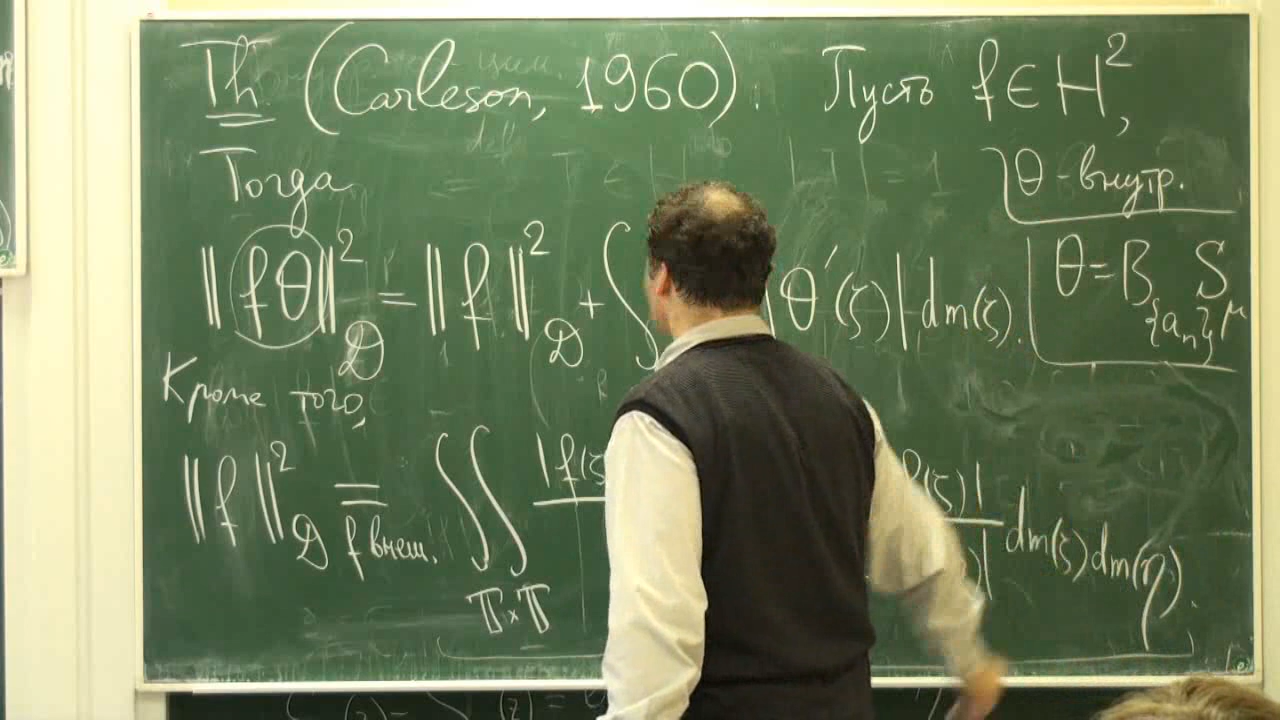 Th (Carleson, 1960). Пусть f ∈ H²,
θ - внутр.
Тогда
‖fθ‖²_D = ‖f‖²_D + ∫ |θ′(ζ)| dm(ζ).
θ = B_{a_n} S_μ
Кроме того,
‖f‖²_D = ∬ |f(ζ f(ζ)| dm(ζ) dm(η).
f внеш.
𝕋×𝕋